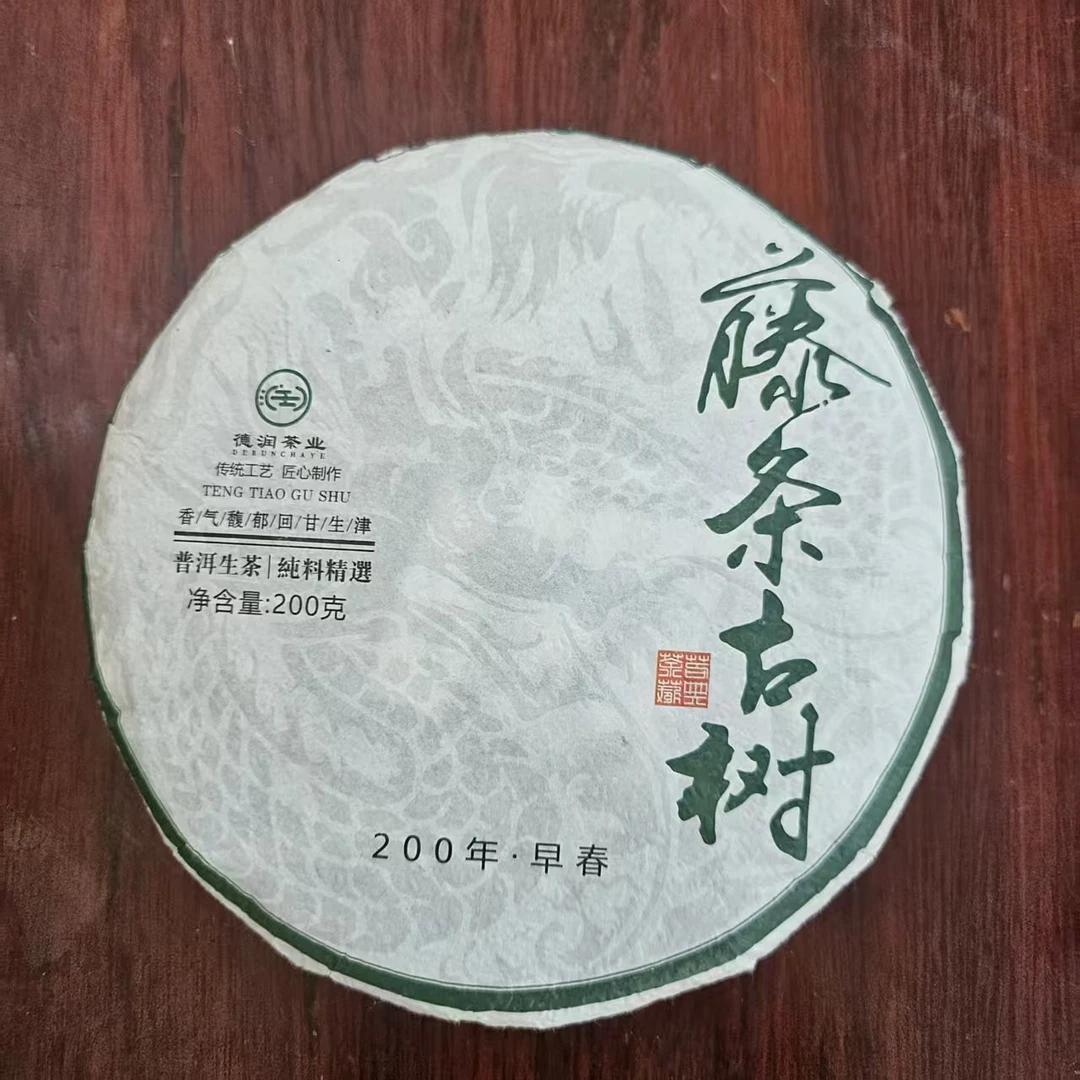 藤条古树
德润茶业
DERUNCHAYE
传统工艺 匠心制作
TENG TIAO GU SHU
香/气/馥/郁/回/甘/生/津
普洱生茶|純料精選
净含量:200克
200年·早春